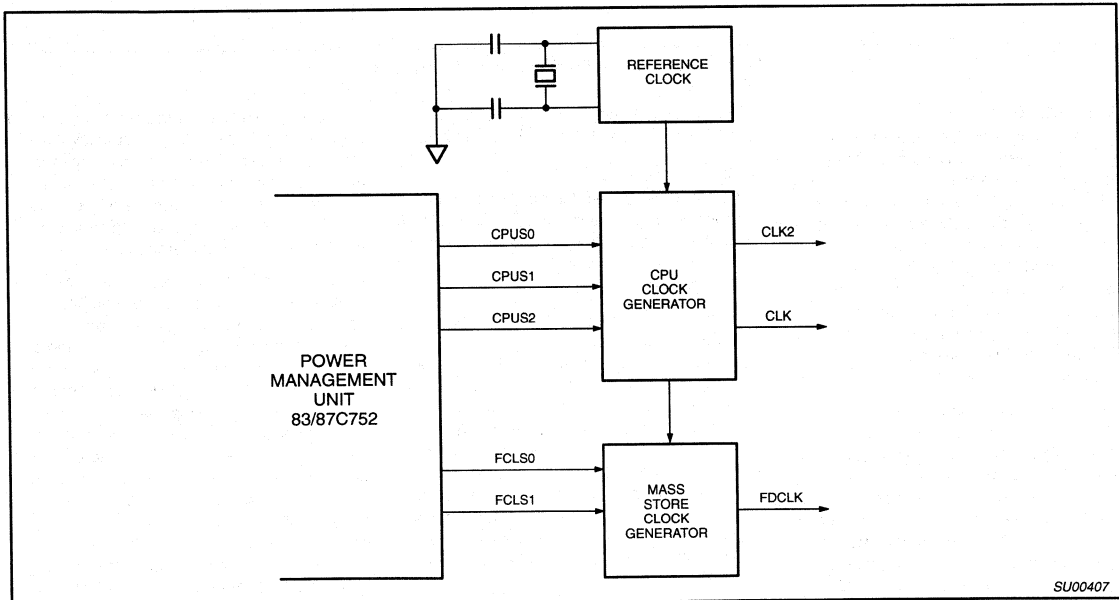 REFERENCE
CLOCK
CPUS0
CPUS1
CPUS2
CPU
CLOCK
GENERATOR
CLK2
CLK
POWER
MANAGEMENT
UNIT
83/87C752
FCLS0
FCLS1
MASS
STORE
CLOCK
GENERATOR
FDCLK
SU00407